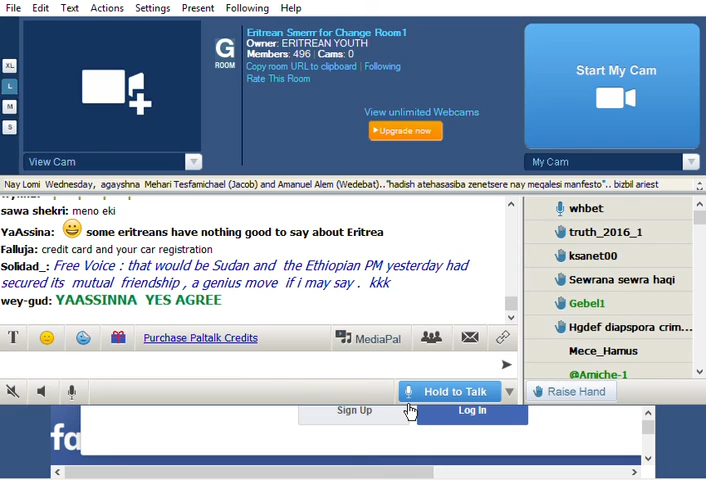 File Edit Text Actions Settings Present Following Help
XL
L
M
S
View Cam
G
ROOM
Eritrean Smerrr for Change Room1
Owner: ERITREAN YOUTH
Members: 496 | Cams: 0
Copy room URL to clipboard | Following
Rate This Room
View unlimited Webcams
Upgrade now
Start My Cam
My Cam
Nay Lomi Wednesday, agayshna Mehari Tesfamichael (Jacob) and Amanuel Alem (Wedebat).."hadish atehasasiba zenetsere nay meqalesi manfesto".. bizbil ariest
sawa shekri: meno eki
YaAssina: some eritreans have nothing good to say about Eritrea
Falluja: credit card and your car registration
Solidad_: Free Voice : that would be Sudan and the Ethiopian PM yesterday had
secured its mutual friendship , a genius move if i may say . kkk
wey-gud: YAASSINNA YES AGREE
T Purchase Paltalk Credits MediaPal
Hold to Talk
whbet
truth_2016_1
ksanet00
Sewrana sewra haqi
Gebel1
Hgdef diapspora crim...
Mece_Hamus
@Amiche-1
Raise Hand
Sign Up Log In
fa